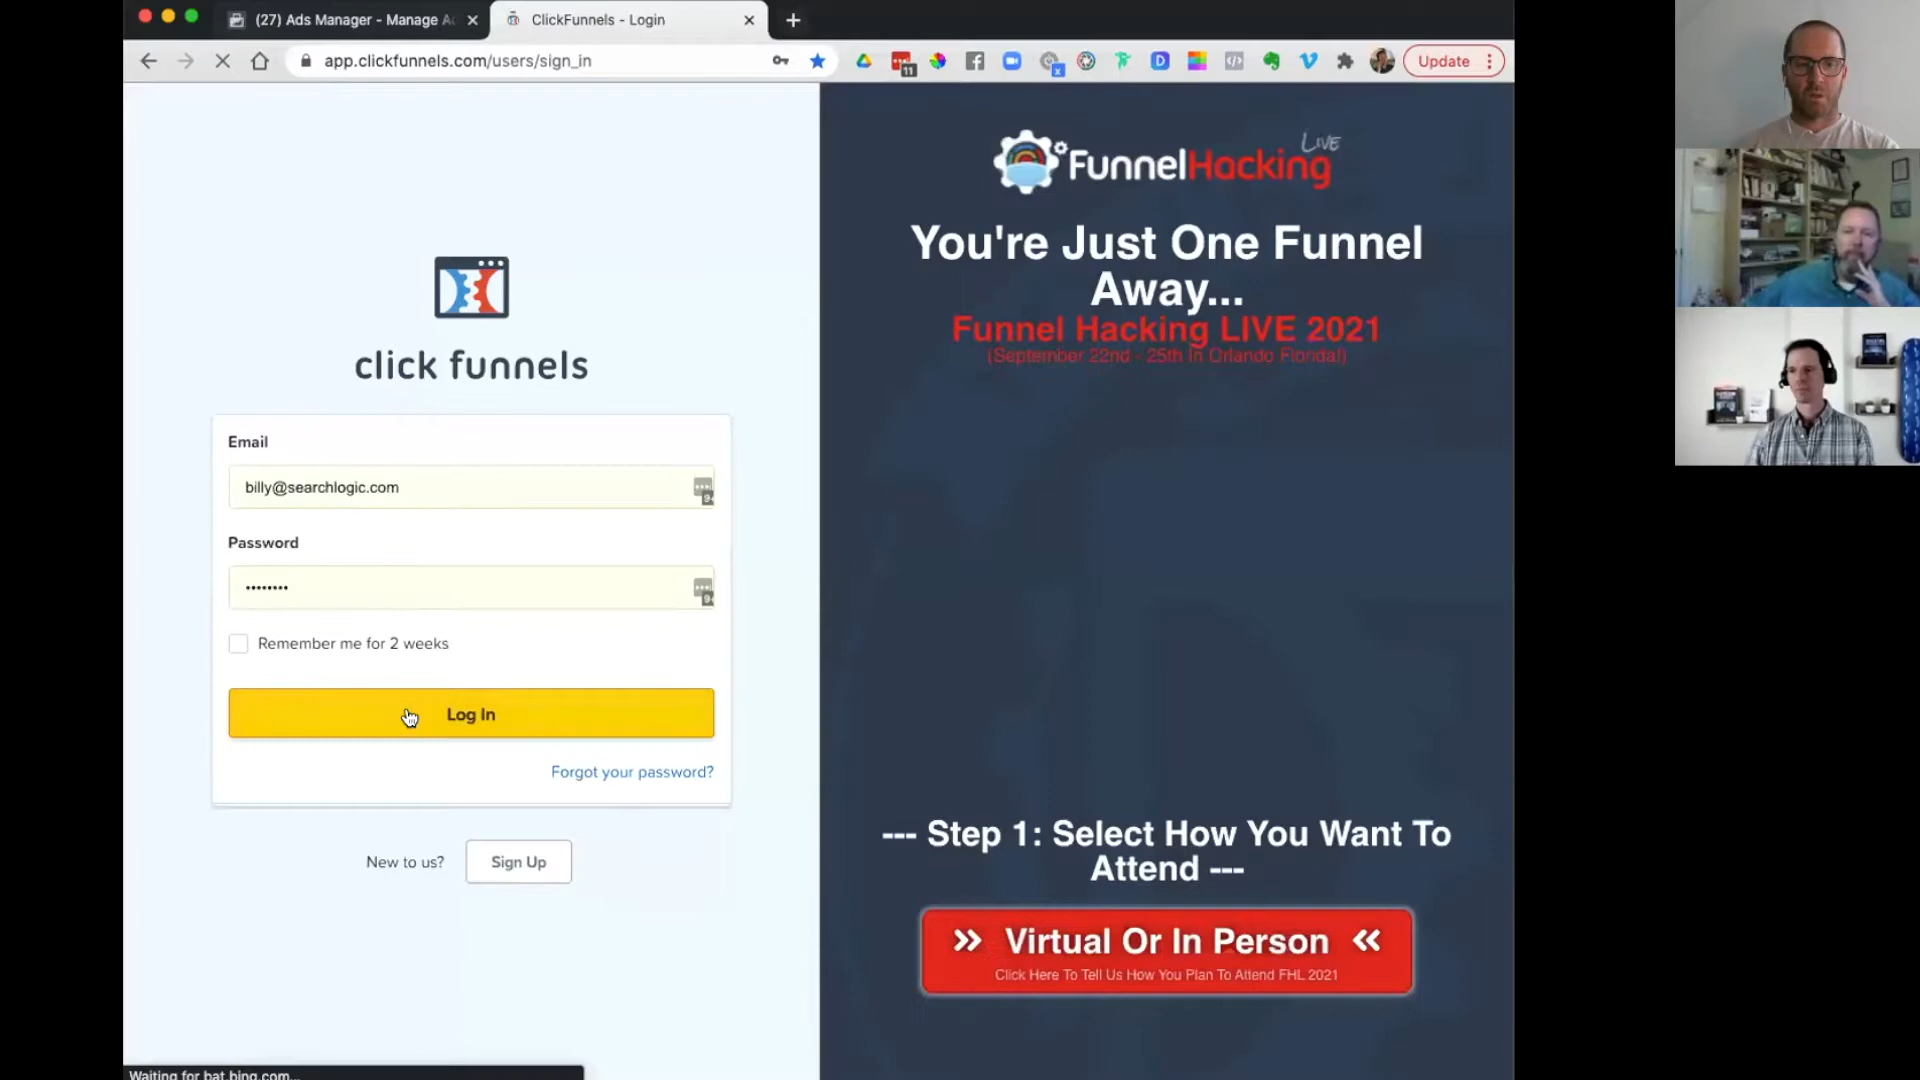 (27) Ads Manager - Manage A
ClickFunnels - Login
app.clickfunnels.com/users/sign_in
11
D
Update
click funnels
Email
billy@searchlogic.com
Password
••••••••
Remember me for 2 weeks
Log In
Forgot your password?
New to us?
Sign Up
Waiting for bat.bing.com...
FunnelHacking LIVE
You're Just One Funnel
Away...
Funnel Hacking LIVE 2021
(September 22nd - 25th In Orlando Florida!)
--- Step 1: Select How You Want To
Attend ---
Virtual Or In Person
Click Here To Tell Us How You Plan To Attend FHL 2021